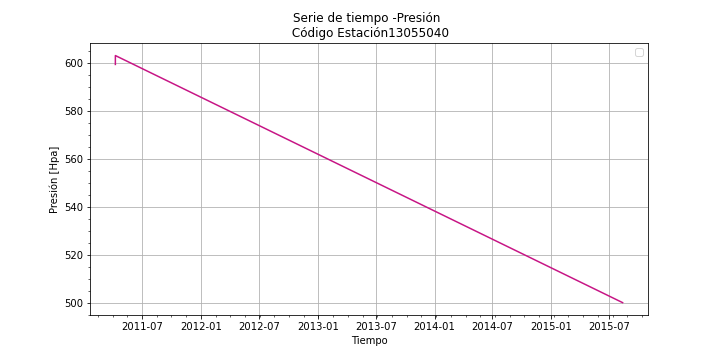 Serie de tiempo -Presión
Código Estación13055040
Presión [Hpa]
600
580
560
540
520
500
2011-07 2012-01 2012-07 2013-01 2013-07 2014-01 2014-07 2015-01 2015-07
Tiempo